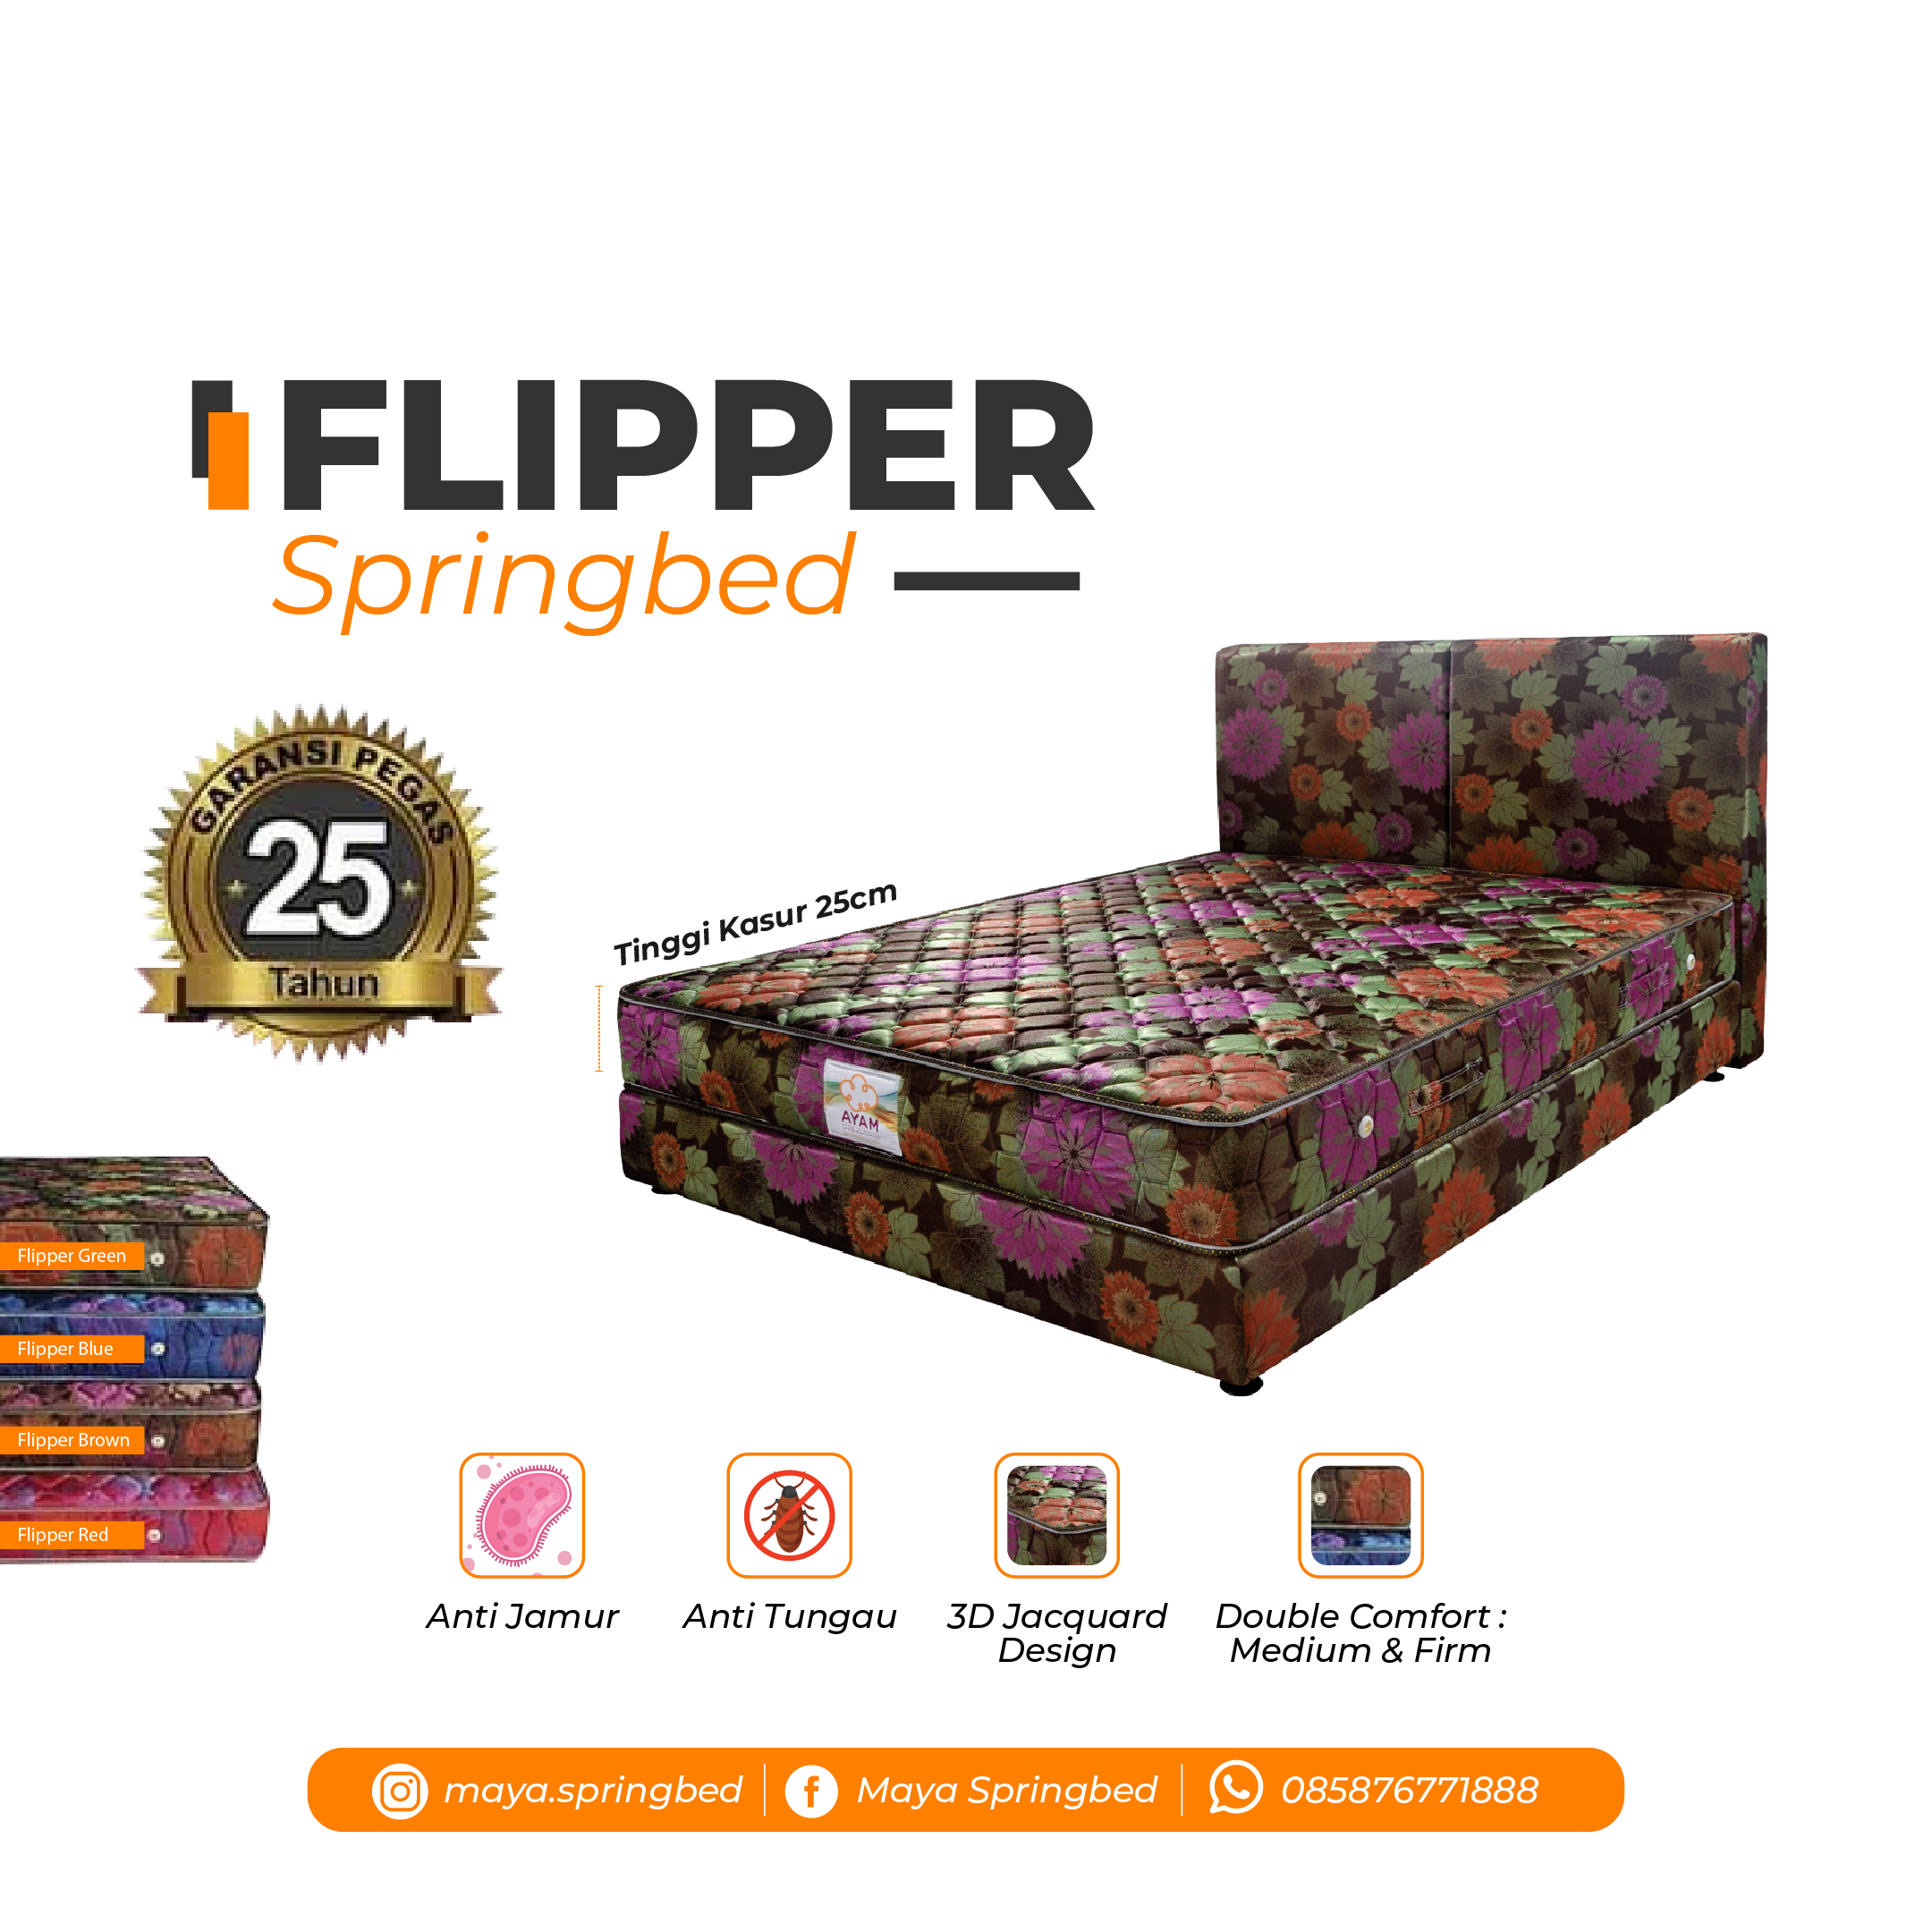 FLIPPER
Springbed
GARANSI PEGAS
25
Tahun
Tinggi Kasur 25cm
AYAM
Flipper Green
Flipper Blue
Flipper Brown
Flipper Red
Anti Jamur
Anti Tungau
3D Jacquard
Design
Double Comfort :
Medium & Firm
maya.springbed
Maya Springbed
085876771888